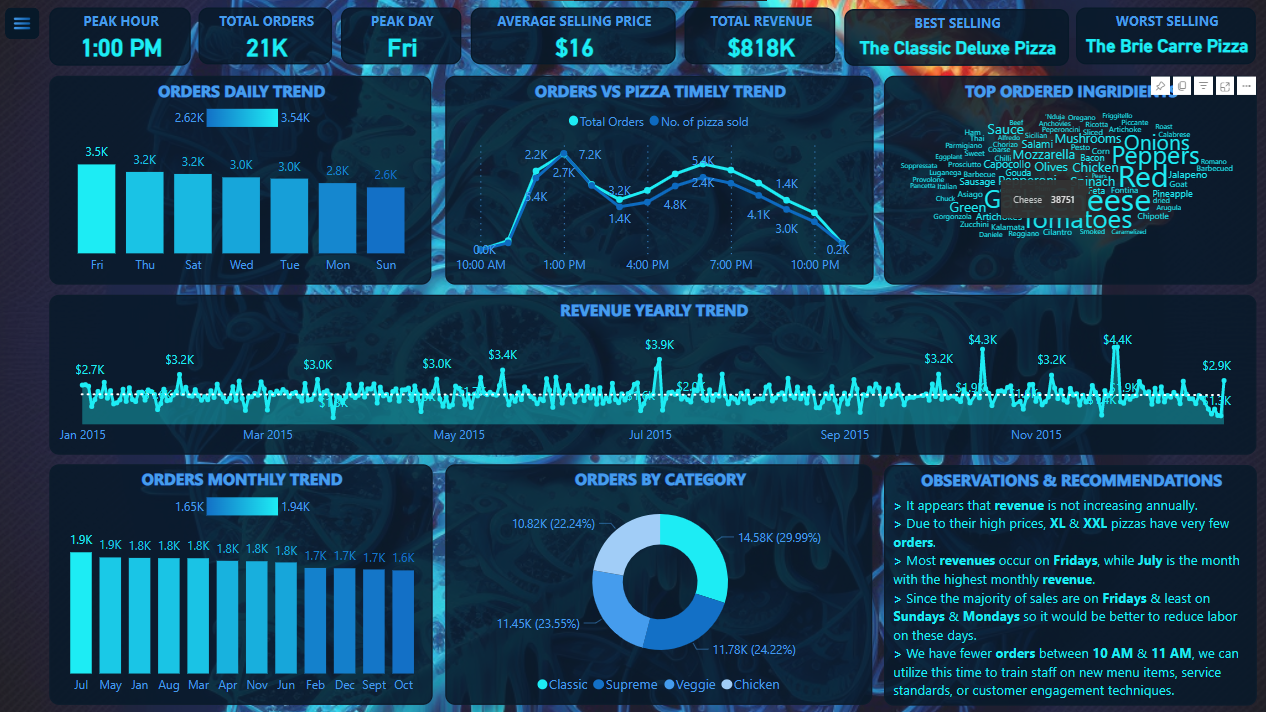 PEAK HOUR
1:00 PM
TOTAL ORDERS
21K
PEAK DAY
Fri
AVERAGE SELLING PRICE
$16
TOTAL REVENUE
$818K
BEST SELLING
The Classic Deluxe Pizza
WORST SELLING
The Brie Carre Pizza
ORDERS DAILY TREND
2.62K 3.54K
3.5K 3.2K 3.2K 3.0K 3.0K 2.8K 2.6K
Fri Thu Sat Wed Tue Mon Sun
ORDERS VS PIZZA TIMELY TREND
Total Orders No. of pizza sold
2.2K 7.2K 5.4K
2.7K 2.4K 1.4K
3.2K
1.4K 4.8K 4.1K
3.0K
0.0K 0.2K
10:00 AM 1:00 PM 4:00 PM 7:00 PM 10:00 PM
TOP ORDERED INGRIDIENTS
Beef 'Nduja Oregano Friggitello
Anchovies Ricotta Piccante
Ham Sauce Peperoncini Sliced Artichoke Roast
Thai Alfredo Sicilian Mushrooms Onions Calabrese
Parmigiano Chorizo Salami Pesto Corn
Eggplant Sweet Coarse Mozzarella Bacon Peppers Romano
Soppressata Prosciutto Chilli Capocollo Olives Chicken Barbecued
Luganega Barbecue Gouda Red Jalapeno
Provolone Sausage Spinach Goat
Pancetta Italian Feta Fontina
Asiago Pineapple
Chuck Cheese 38751 dried
Green Arugula
Gorgonzola Tomatoes Chipotle
Zucchini Kalamata
Daniele Reggiano Cilantro Smoked Caramelized
REVENUE YEARLY TREND
$2.7K $3.2K $3.0K $3.0K $3.4K $3.9K $3.2K $4.3K $3.2K $4.4K $2.9K
Jan 2015 Mar 2015 May 2015 Jul 2015 Sep 2015 Nov 2015
ORDERS MONTHLY TREND
1.65K 1.94K
1.9K 1.9K 1.8K 1.8K 1.8K 1.8K 1.8K 1.8K 1.7K 1.7K 1.7K 1.6K
Jul May Jan Aug Mar Apr Nov Jun Feb Dec Sept Oct
ORDERS BY CATEGORY
10.82K (22.24%)
14.58K (29.99%)
11.45K (23.55%)
11.78K (24.22%)
Classic Supreme Veggie Chicken
OBSERVATIONS & RECOMMENDATIONS
> It appears that revenue is not increasing annually.
> Due to their high prices, XL & XXL pizzas have very few
orders.
> Most revenues occur on Fridays, while July is the month
with the highest monthly revenue.
> Since the majority of sales are on Fridays & least on
Sundays & Mondays so it would be better to reduce labor
on these days.
> We have fewer orders between 10 AM & 11 AM, we can
utilize this time to train staff on new menu items, service
standards, or customer engagement techniques.